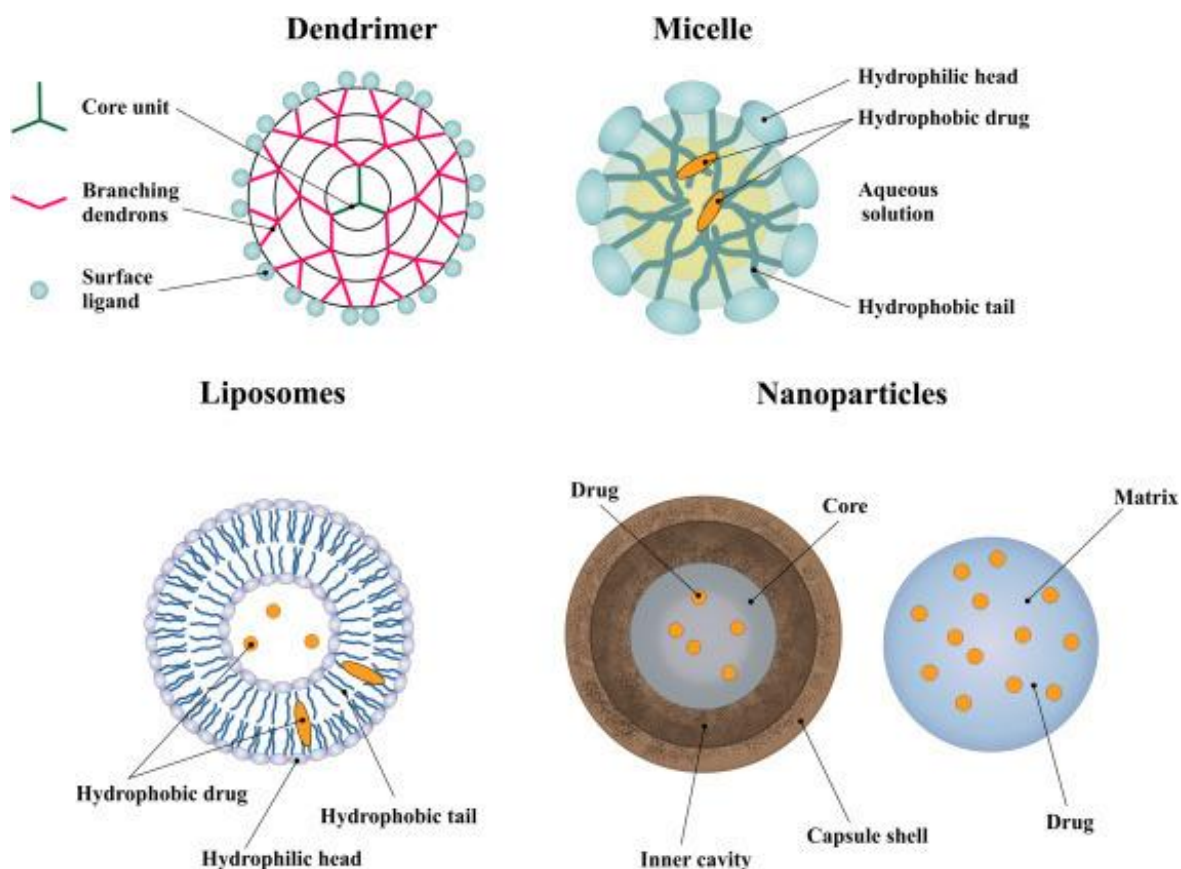 Dendrimer
Core unit
Branching
dendrons
Surface
ligand
Micelle
Hydrophilic head
Hydrophobic drug
Aqueous
solution
Hydrophobic tail
Liposomes
Hydrophobic drug
Hydrophobic tail
Hydrophilic head
Nanoparticles
Drug
Core
Matrix
Inner cavity
Capsule shell
Drug